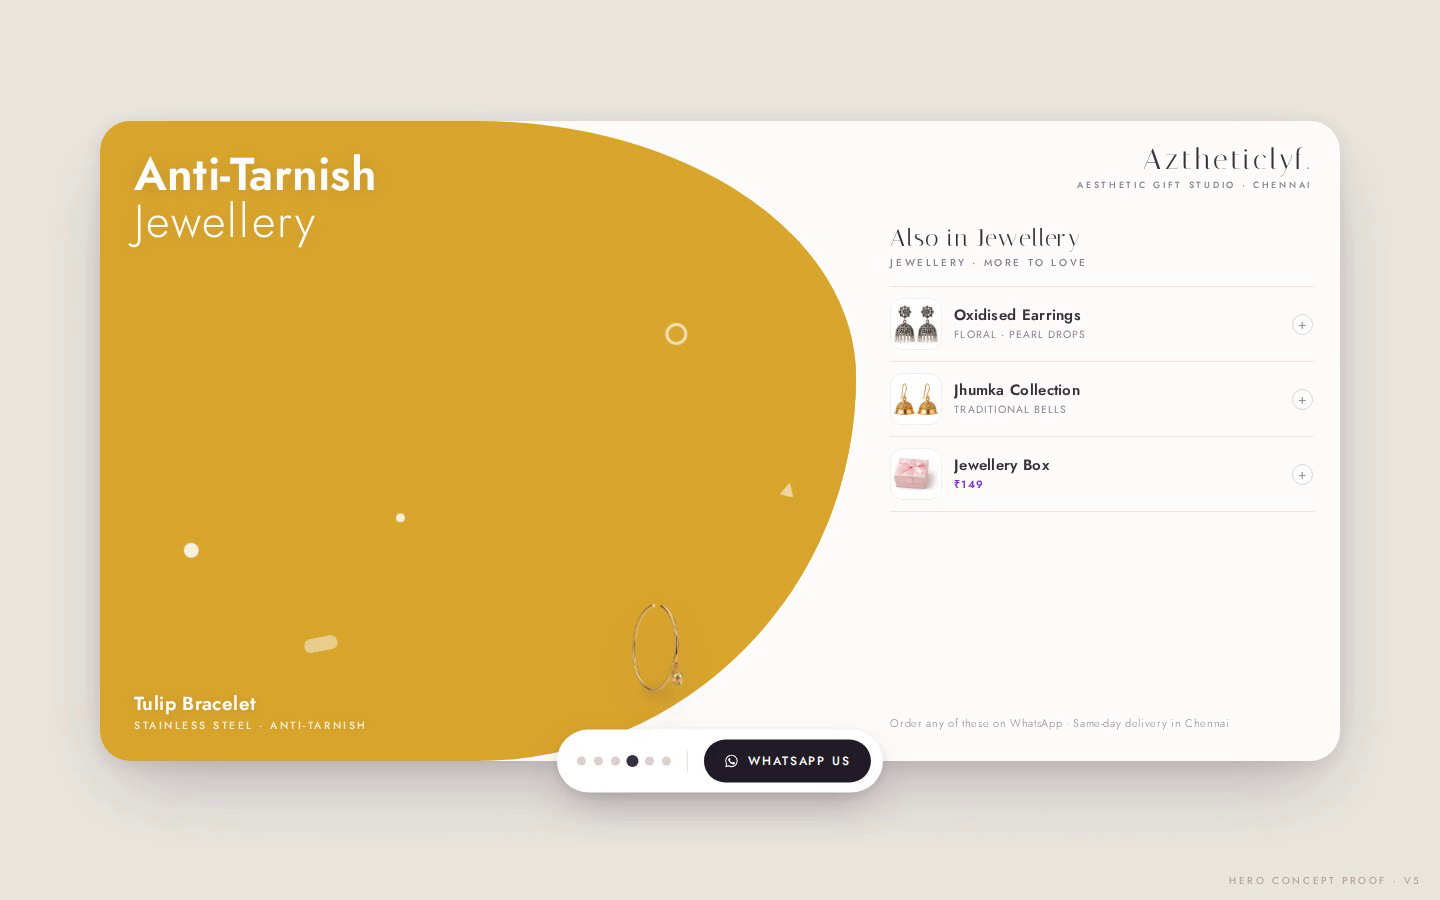 Anti-Tarnish
Jewellery
Tulip Bracelet
STAINLESS STEEL · ANTI-TARNISH
Aztheticlyf.
AESTHETIC GIFT STUDIO · CHENNAI
Also in Jewellery
JEWELLERY · MORE TO LOVE
Oxidised Earrings
FLORAL · PEARL DROPS
+
Jhumka Collection
TRADITIONAL BELLS
+
Jewellery Box
₹149
+
Order any of these on WhatsApp · Same-day delivery in Chennai
WHATSAPP US
HERO CONCEPT PROOF · V5